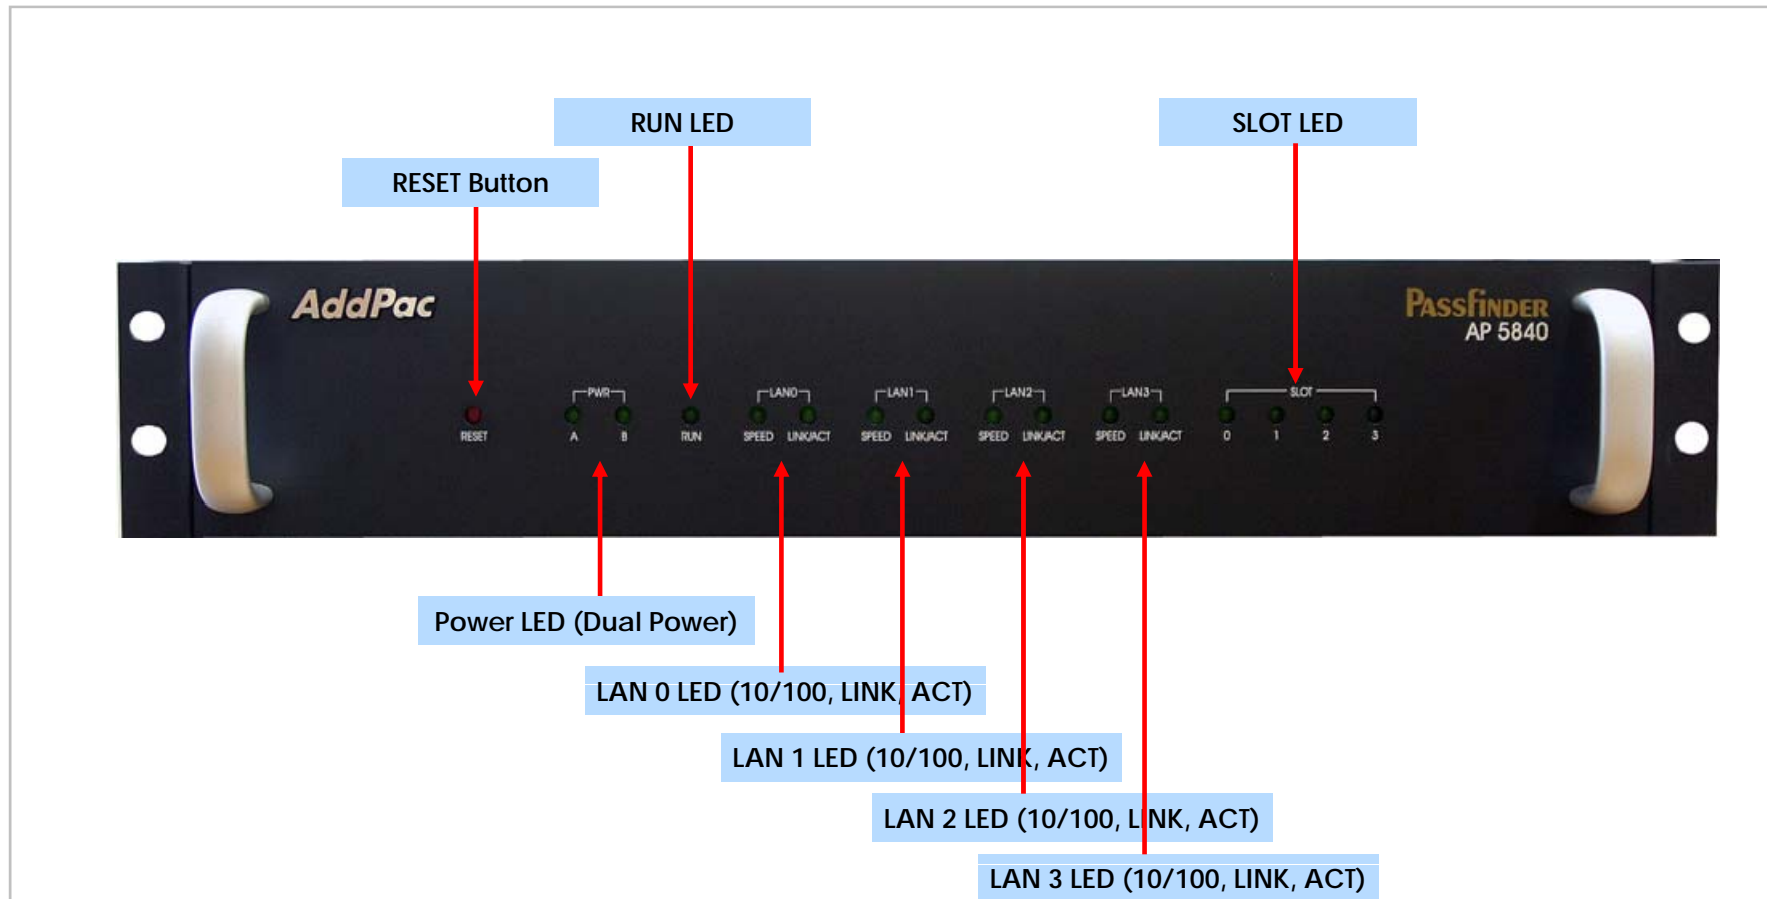 RUN LED
SLOT LED
RESET Button
AddPac
PASSFINDER
AP 5840
PWR
LAN0
LAN1
LAN2
LAN3
SLOT
RESET
A
B
RUN
SPEED LINK/ACT
SPEED LINK/ACT
SPEED LINK/ACT
SPEED LINK/ACT
0
1
2
3
Power LED (Dual Power)
LAN 0 LED (10/100, LINK, ACT)
LAN 1 LED (10/100, LINK, ACT)
LAN 2 LED (10/100, LINK, ACT)
LAN 3 LED (10/100, LINK, ACT)